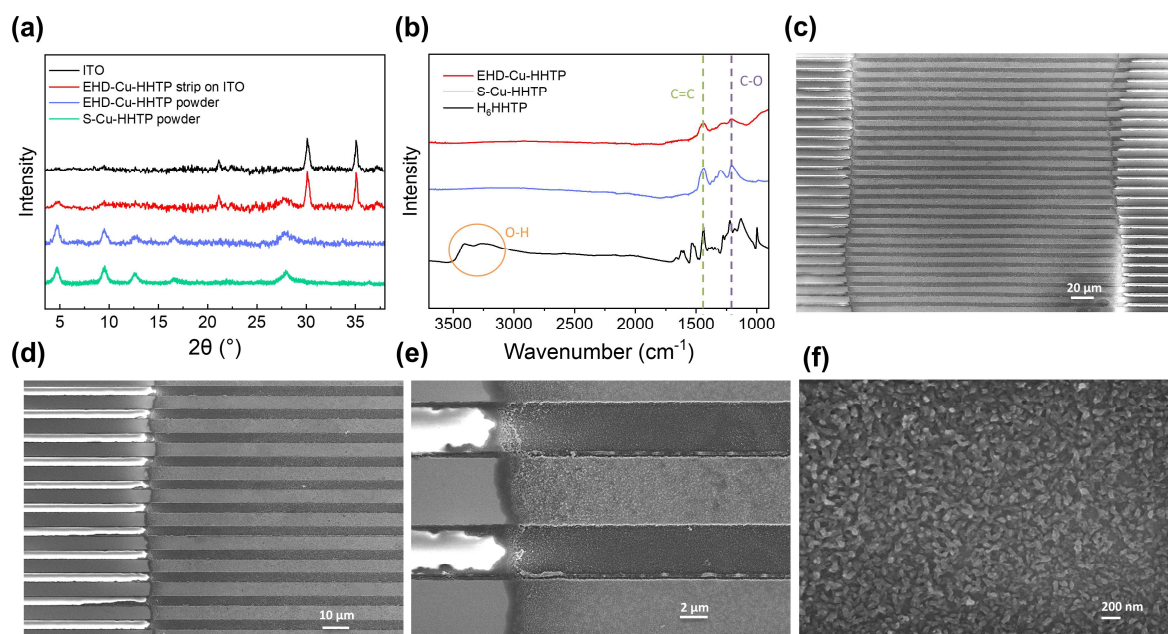 (a)
ITO
EHD-Cu-HHTP strip on ITO
EHD-Cu-HHTP powder
S-Cu-HHTP powder
Intensity
5 10 15 20 25 30 35
2θ (°)
(b)
EHD-Cu-HHTP
S-Cu-HHTP
H₆HHTP
C=C
C-O
O-H
Intensity
3500 3000 2500 2000 1500 1000
Wavenumber (cm⁻¹)
(c)
20 μm
(d)
10 μm
(e)
2 μm
(f)
200 nm